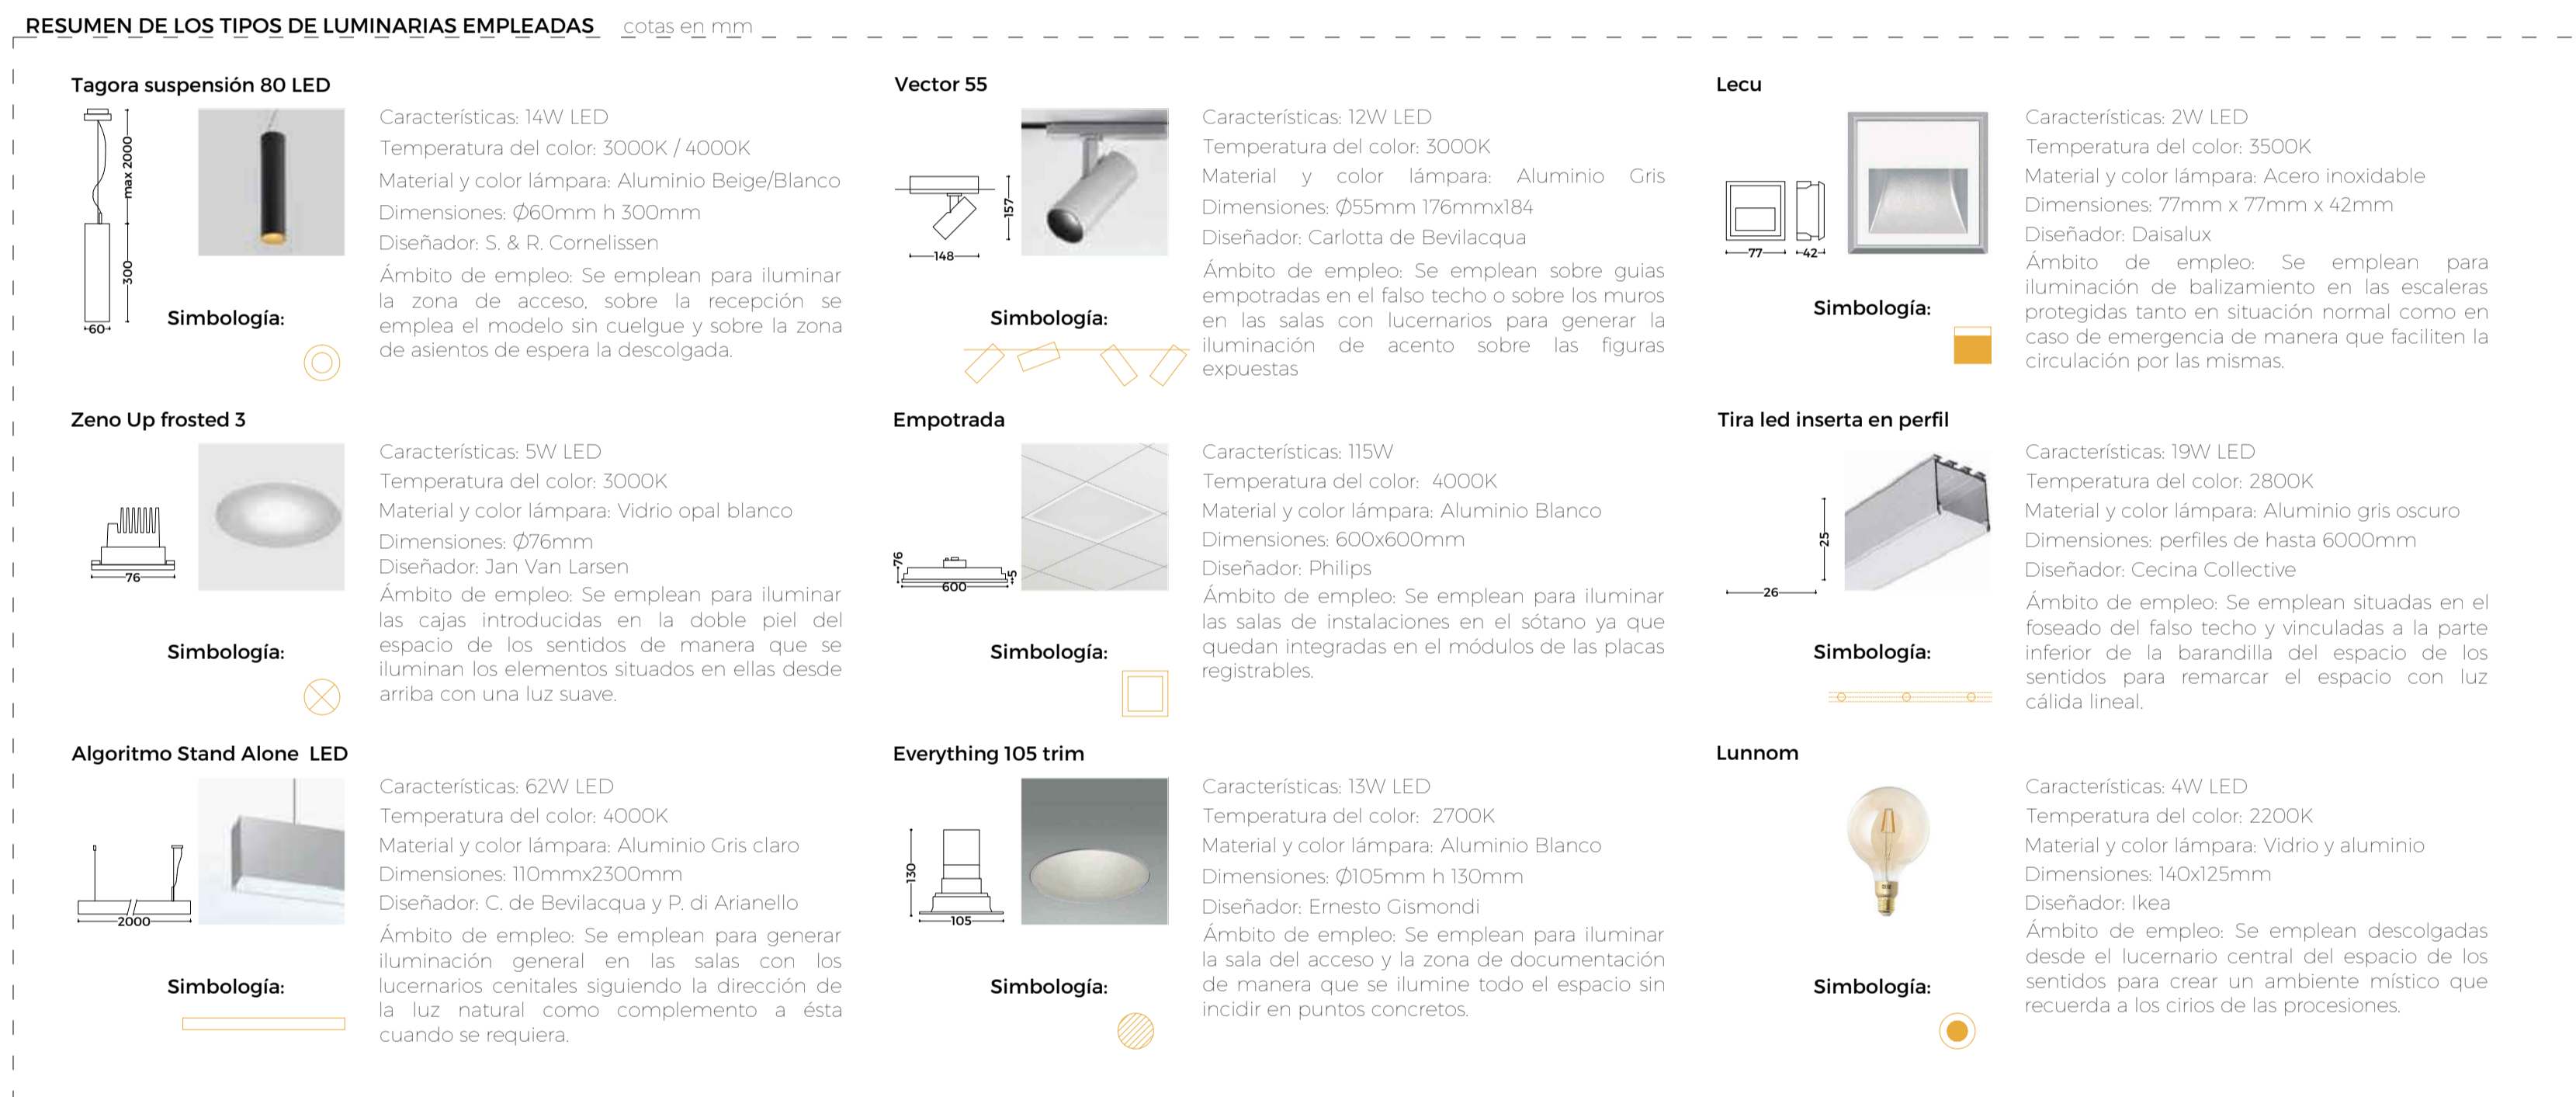 RESUMEN DE LOS TIPOS DE LUMINARIAS EMPLEADAS cotas en mm
Tagora suspensión 80 LED
max 2000
300
60
Simbología:
Características: 14W LED
Temperatura del color: 3000K / 4000K
Material y color lámpara: Aluminio Beige/Blanco
Dimensiones: Ø60mm h 300mm
Diseñador: S. & R. Cornelissen
Ámbito de empleo: Se emplean para iluminar
la zona de acceso, sobre la recepción se
emplea el modelo sin cuelgue y sobre la zona
de asientos de espera la descolgada.
Vector 55
157
148
Simbología:
Características: 12W LED
Temperatura del color: 3000K
Material y color lámpara: Aluminio Gris
Dimensiones: Ø55mm 176mmx184
Diseñador: Carlotta de Bevilacqua
Ámbito de empleo: Se emplean sobre guias
empotradas en el falso techo o sobre los muros
en las salas con lucernarios para generar la
iluminación de acento sobre las figuras
expuestas
Lecu
77
42
Simbología:
Características: 2W LED
Temperatura del color: 3500K
Material y color lámpara: Acero inoxidable
Dimensiones: 77mm x 77mm x 42mm
Diseñador: Daisalux
Ámbito de empleo: Se emplean para
iluminación de balizamiento en las escaleras
protegidas tanto en situación normal como en
caso de emergencia de manera que faciliten la
circulación por las mismas.
Zeno Up frosted 3
76
Simbología:
Características: 5W LED
Temperatura del color: 3000K
Material y color lámpara: Vidrio opal blanco
Dimensiones: Ø76mm
Diseñador: Jan Van Larsen
Ámbito de empleo: Se emplean para iluminar
las cajas introducidas en la doble piel del
espacio de los sentidos de manera que se
iluminan los elementos situados en ellas desde
arriba con una luz suave.
Empotrada
76
5
600
Simbología:
Características: 115W
Temperatura del color: 4000K
Material y color lámpara: Aluminio Blanco
Dimensiones: 600x600mm
Diseñador: Philips
Ámbito de empleo: Se emplean para iluminar
las salas de instalaciones en el sótano ya que
quedan integradas en el módulos de las placas
registrables.
Tira led inserta en perfil
25
26
Simbología:
Características: 19W LED
Temperatura del color: 2800K
Material y color lámpara: Aluminio gris oscuro
Dimensiones: perfiles de hasta 6000mm
Diseñador: Cecina Collective
Ámbito de empleo: Se emplean situadas en el
foseado del falso techo y vinculadas a la parte
inferior de la barandilla del espacio de los
sentidos para remarcar el espacio con luz
cálida lineal.
Algoritmo Stand Alone LED
2000
Simbología:
Características: 62W LED
Temperatura del color: 4000K
Material y color lámpara: Aluminio Gris claro
Dimensiones: 110mmx2300mm
Diseñador: C. de Bevilacqua y P. di Arianello
Ámbito de empleo: Se emplean para generar
iluminación general en las salas con los
lucernarios cenitales siguiendo la dirección de
la luz natural como complemento a ésta
cuando se requiera.
Everything 105 trim
130
105
Simbología:
Características: 13W LED
Temperatura del color: 2700K
Material y color lámpara: Aluminio Blanco
Dimensiones: Ø105mm h 130mm
Diseñador: Ernesto Gismondi
Ámbito de empleo: Se emplean para iluminar
la sala del acceso y la zona de documentación
de manera que se ilumine todo el espacio sin
incidir en puntos concretos.
Lunnom
Simbología:
Características: 4W LED
Temperatura del color: 2200K
Material y color lámpara: Vidrio y aluminio
Dimensiones: 140x125mm
Diseñador: Ikea
Ámbito de empleo: Se emplean descolgadas
desde el lucernario central del espacio de los
sentidos para crear un ambiente místico que
recuerda a los cirios de las procesiones.